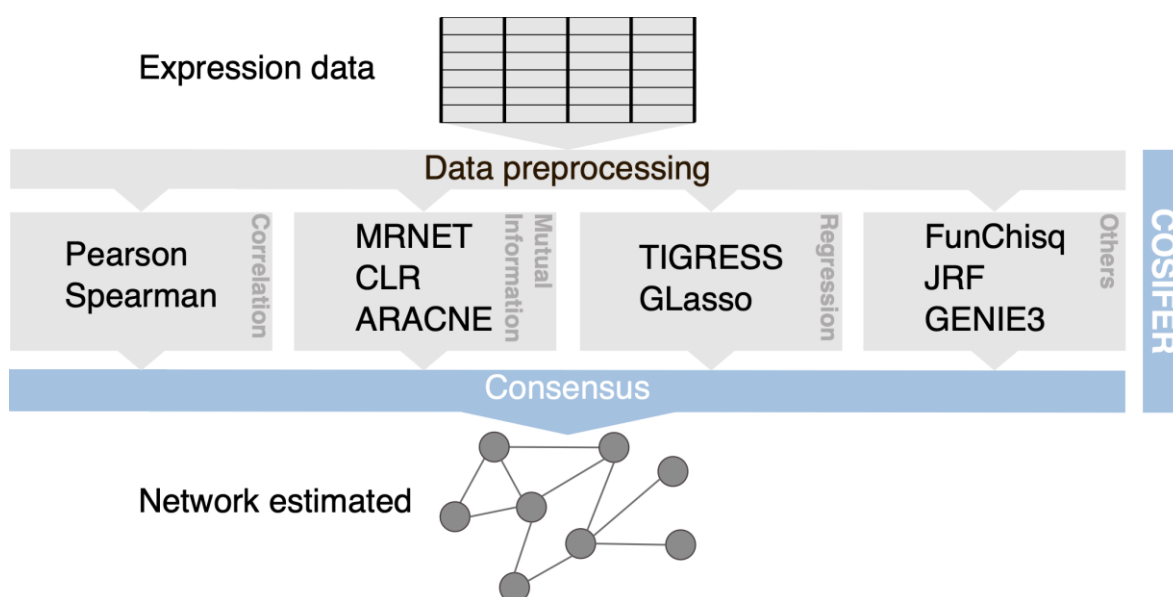 Expression data
Data preprocessing
Pearson
Spearman
Correlation
MRNET
CLR
ARACNE
Mutual
Information
TIGRESS
GLasso
Regression
FunChisq
JRF
GENIE3
Others
COSIFER
Consensus
Network estimated